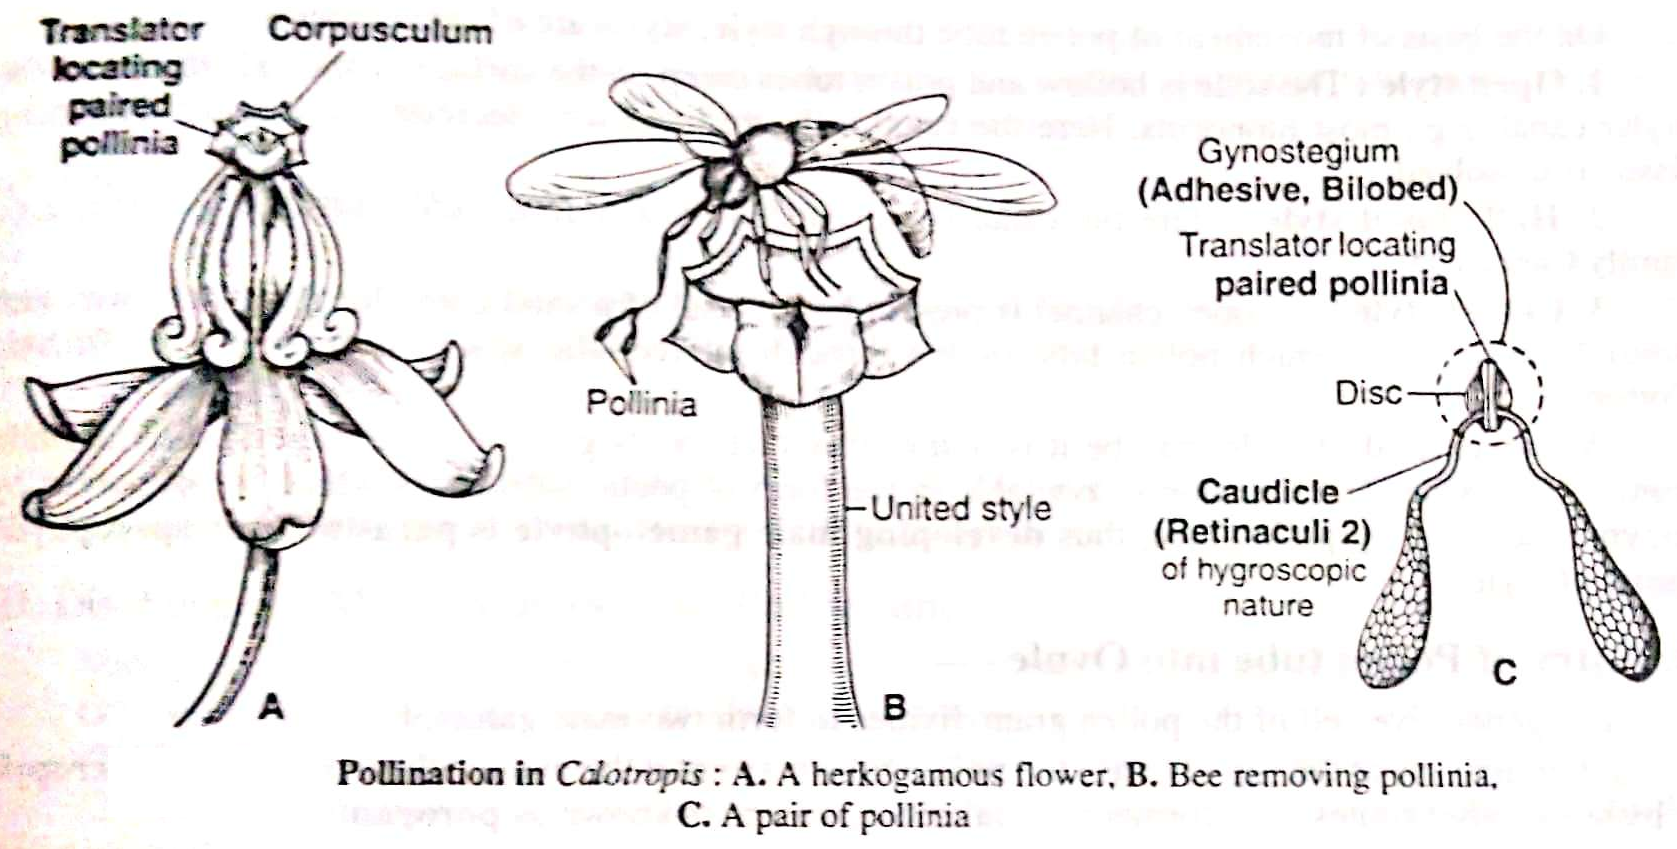 Translator
locating
paired
pollinia
Corpusculum
A
Pollinia
United style
B
Gynostegium
(Adhesive, Bilobed)
Translator locating
paired pollinia
Disc
Caudicle
(Retinaculi 2)
of hygroscopic
nature
C
Pollination in Calotropis : A. A herkogamous flower, B. Bee removing pollinia,
C. A pair of pollinia